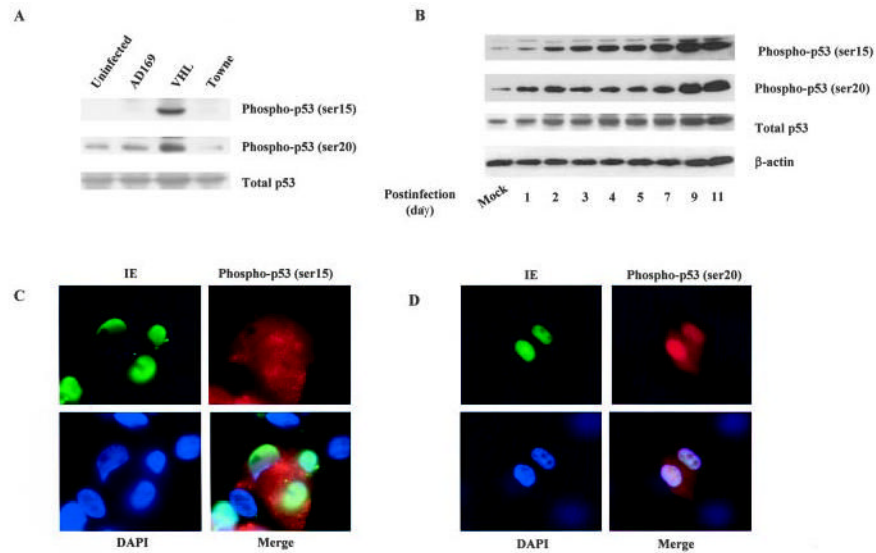 A
Uninfected AD169 VHL Towne
Phospho-p53 (ser15)
Phospho-p53 (ser20)
Total p53
B
Phospho-p53 (ser15)
Phospho-p53 (ser20)
Total p53
β-actin
Postinfection Mock 1 2 3 4 5 7 9 11
(day)
C
IE Phospho-p53 (ser15)
DAPI Merge
D
IE Phospho-p53 (ser20)
DAPI Merge